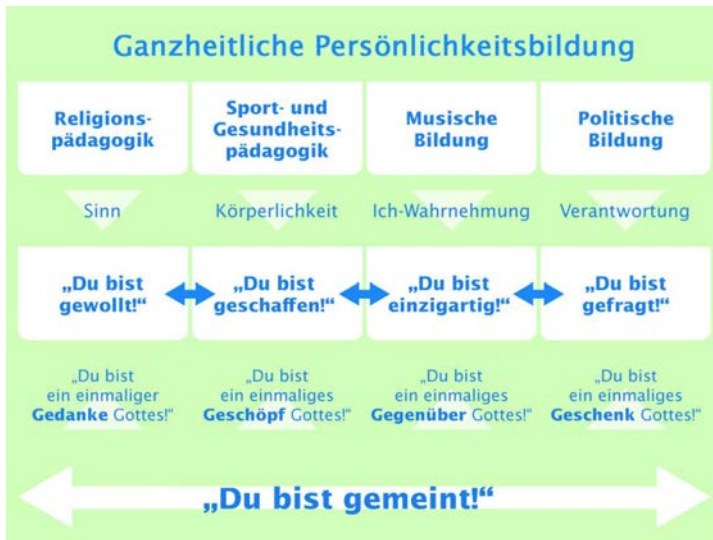 Ganzheitliche Persönlichkeitsbildung
Religions-
pädagogik
Sport- und
Gesundheits-
pädagogik
Musische
Bildung
Politische
Bildung
Sinn
Körperlichkeit
Ich-Wahrnehmung
Verantwortung
„Du bist
gewollt!“
„Du bist
geschaffen!“
„Du bist
einzigartig!“
„Du bist
gefragt!“
„Du bist
ein einmaliger
Gedanke Gottes!“
„Du bist
ein einmaliges
Geschöpf Gottes!“
„Du bist
ein einmaliges
Gegenüber Gottes!“
„Du bist
ein einmaliges
Geschenk Gottes!“
„Du bist gemeint!“